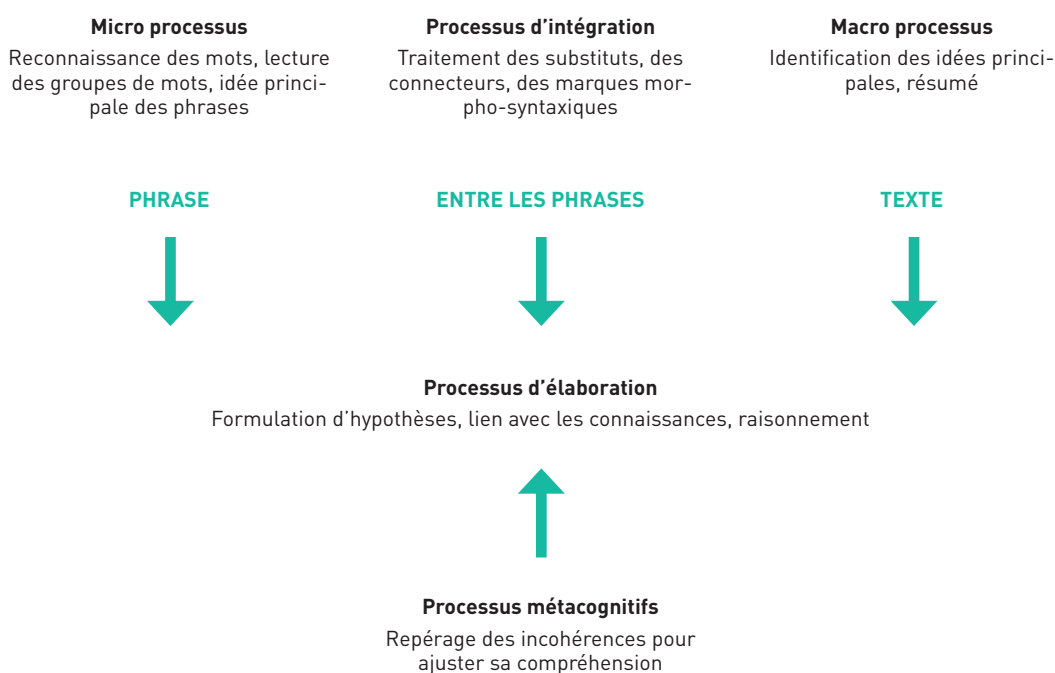 Micro processus
Reconnaissance des mots, lecture
des groupes de mots, idée princi-
pale des phrases
Processus d’intégration
Traitement des substituts, des
connecteurs, des marques mor-
pho-syntaxiques
Macro processus
Identification des idées princi-
pales, résumé
PHRASE
ENTRE LES PHRASES
TEXTE
Processus d’élaboration
Formulation d’hypothèses, lien avec les connaissances, raisonnement
Processus métacognitifs
Repérage des incohérences pour
ajuster sa compréhension